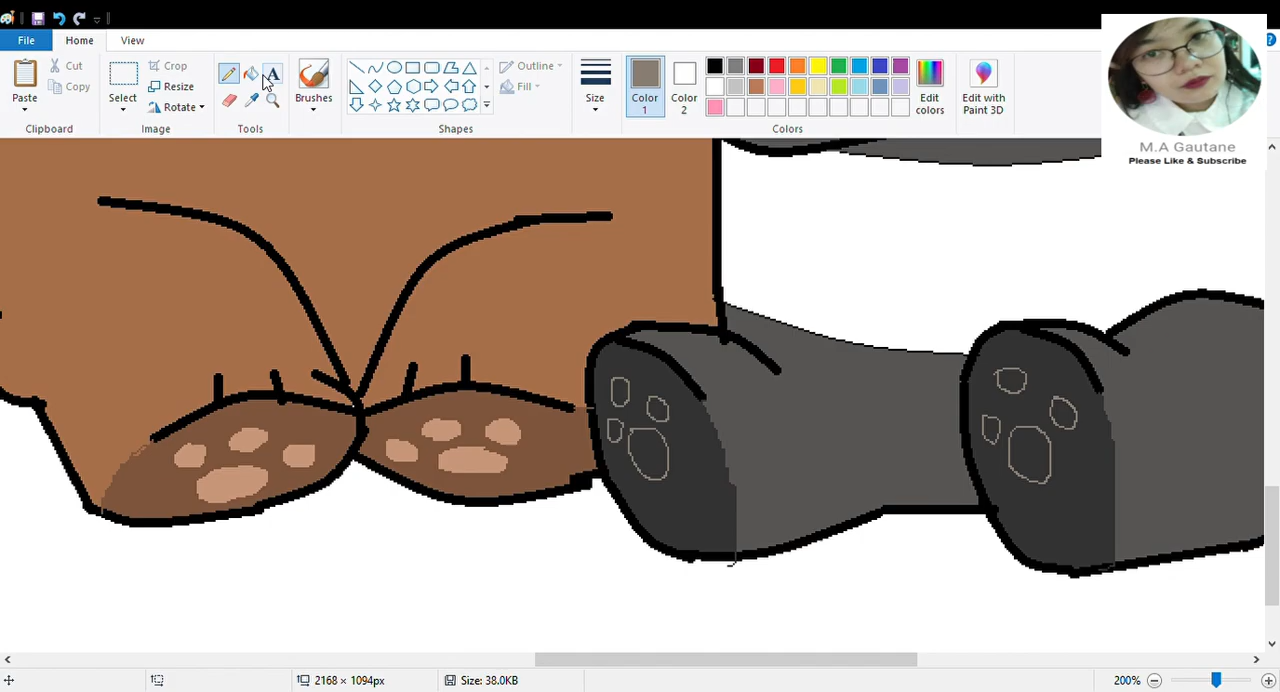 File
Home
View
Paste
Cut
Copy
Clipboard
Select
Crop
Resize
Rotate
Image
A
Tools
Brushes
Outline
Fill
Shapes
Size
Color
1
Color
2
Edit
colors
Colors
Edit with
Paint 3D
M.A Gautane
Please Like & Subscribe
2168 × 1094px
Size: 38.0KB
200%